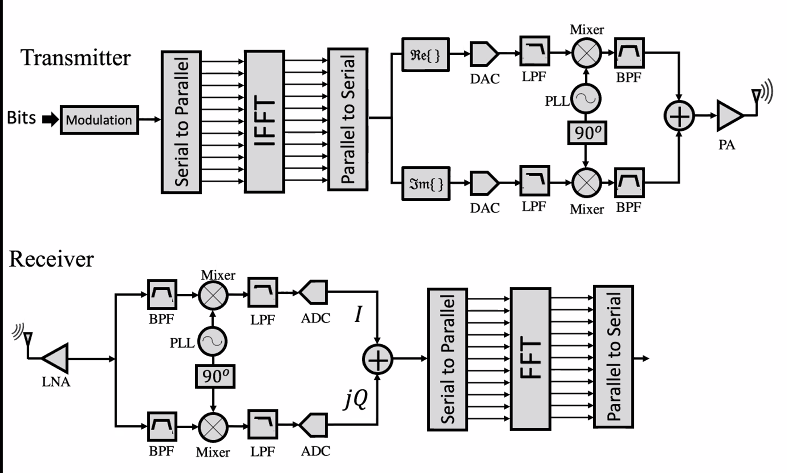 Transmitter
Bits
Modulation
Serial to Parallel
IFFT
Parallel to Serial
ℜe{}
DAC
LPF
Mixer
BPF
PLL
90º
ℑm{}
DAC
LPF
Mixer
BPF
+
PA
Receiver
LNA
BPF
Mixer
LPF
ADC
I
PLL
90º
BPF
Mixer
LPF
ADC
jQ
+
Serial to Parallel
FFT
Parallel to Serial